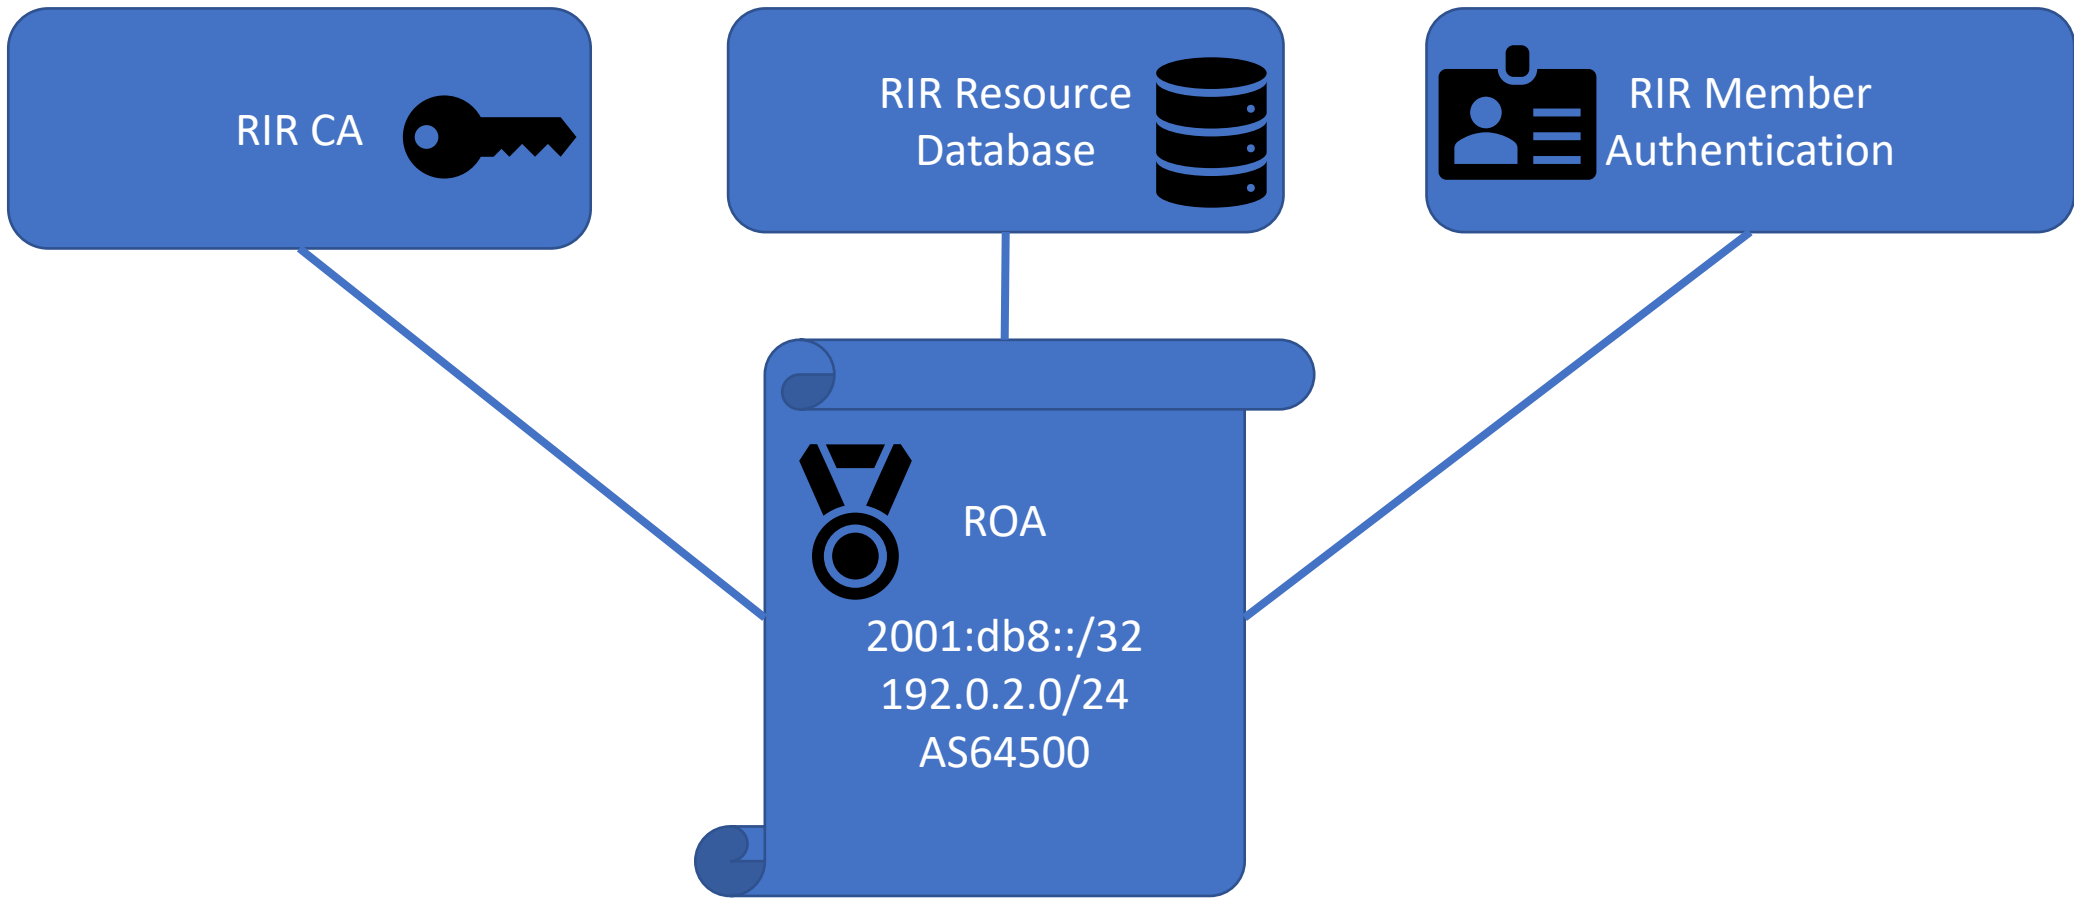 RIR CA
RIR Resource
Database
RIR Member
Authentication
ROA
2001:db8::/32
192.0.2.0/24
AS64500